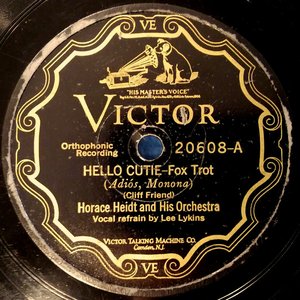 VE
"HIS MASTER'S VOICE"
VICTOR
Orthophonic
Recording
20608-A
HELLO CUTIE-Fox Trot
(Adiós, Monona)
(Cliff Friend)
Horace Heidt and His Orchestra
Vocal refrain by Lee Lykins
VICTOR TALKING MACHINE CO.
Camden, N.J.
VE